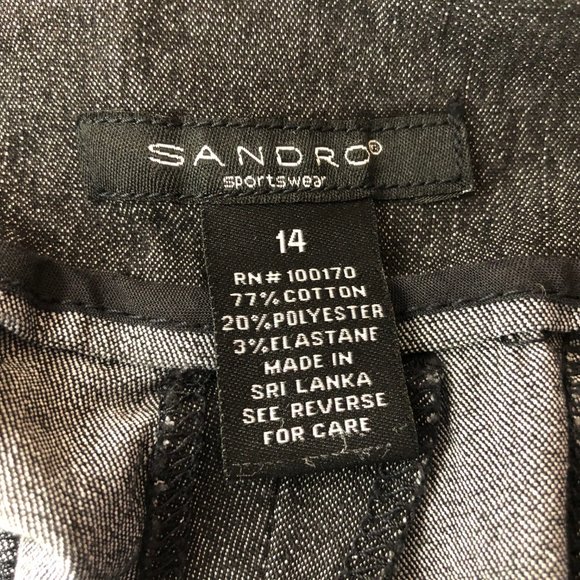 SANDRO®
sportswear
14
RN# 100170
77% COTTON
20% POLYESTER
3% ELASTANE
MADE IN
SRI LANKA
SEE REVERSE
FOR CARE